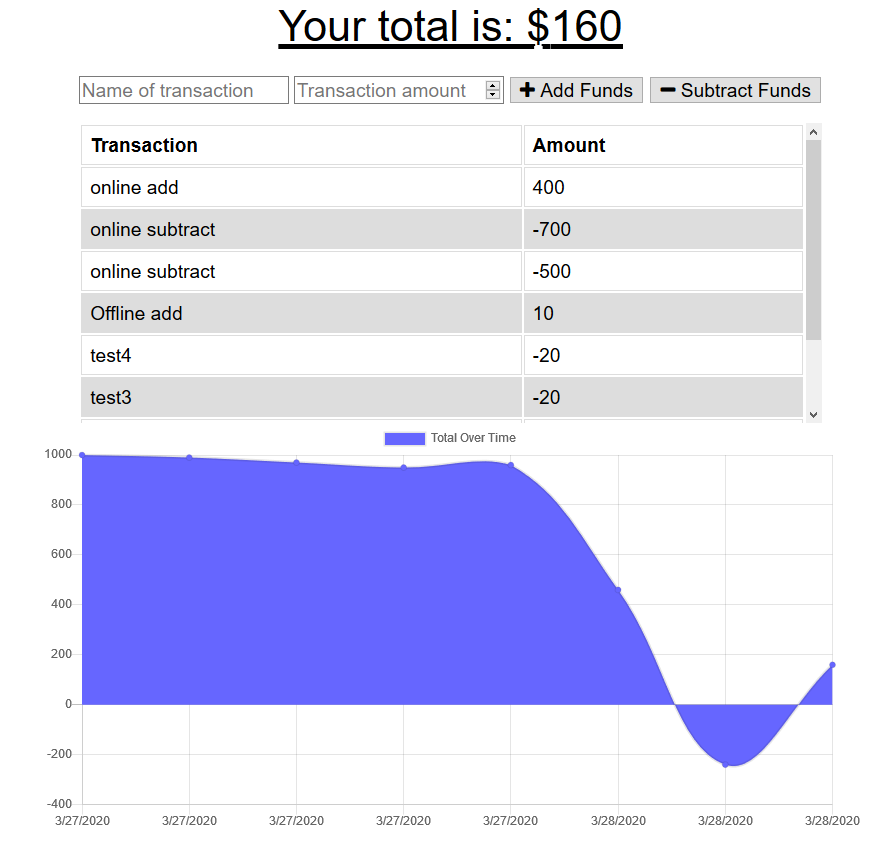 Your total is: $160
Name of transaction Transaction amount Add Funds Subtract Funds
Transaction Amount
online add 400
online subtract -700
online subtract -500
Offline add 10
test4 -20
test3 -20
Total Over Time
1000
800
600
400
200
0
-200
-400
3/27/2020 3/27/2020 3/27/2020 3/27/2020 3/27/2020 3/28/2020 3/28/2020 3/28/2020